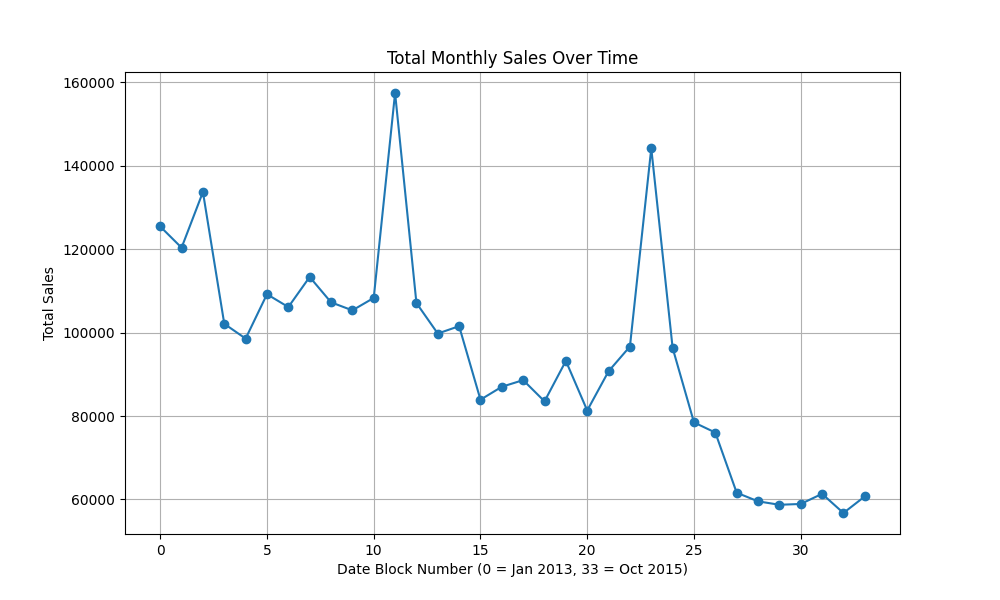 Total Monthly Sales Over Time
160000
140000
120000
100000
80000
60000
Total Sales
0 5 10 15 20 25 30
Date Block Number (0 = Jan 2013, 33 = Oct 2015)